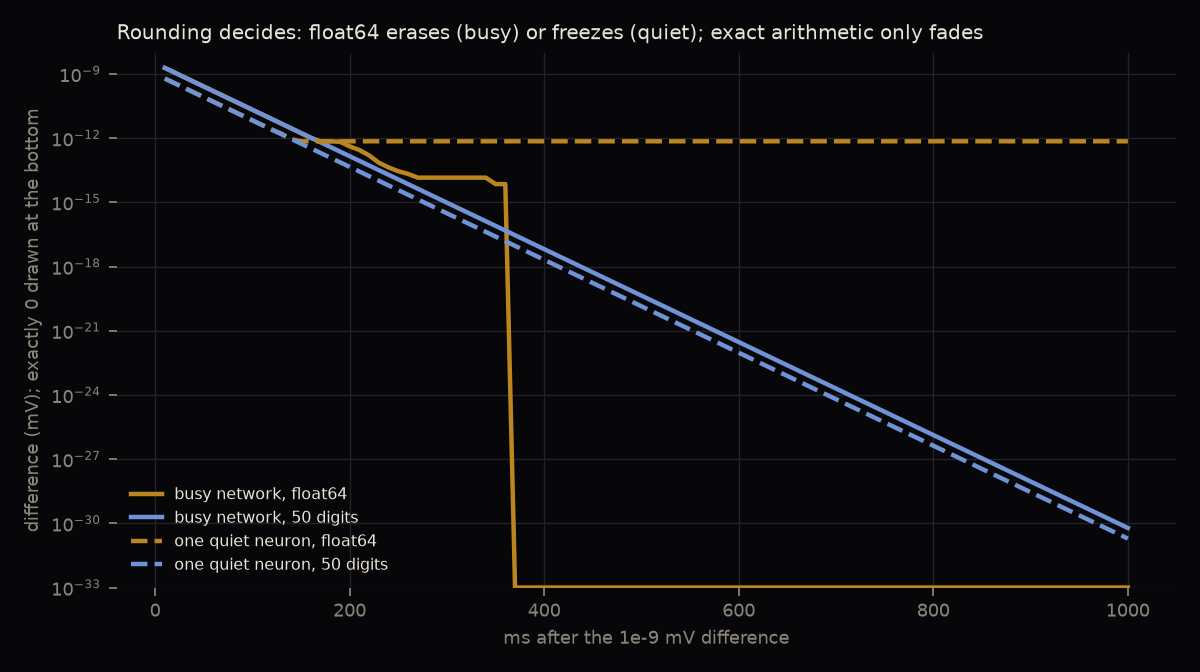 Rounding decides: float64 erases (busy) or freezes (quiet); exact arithmetic only fades
difference (mV); exactly 0 drawn at the bottom
10⁻⁹
10⁻¹²
10⁻¹⁵
10⁻¹⁸
10⁻²¹
10⁻²⁴
10⁻²⁷
10⁻³⁰
10⁻³³
busy network, float64
busy network, 50 digits
one quiet neuron, float64
one quiet neuron, 50 digits
0 200 400 600 800 1000
ms after the 1e-9 mV difference